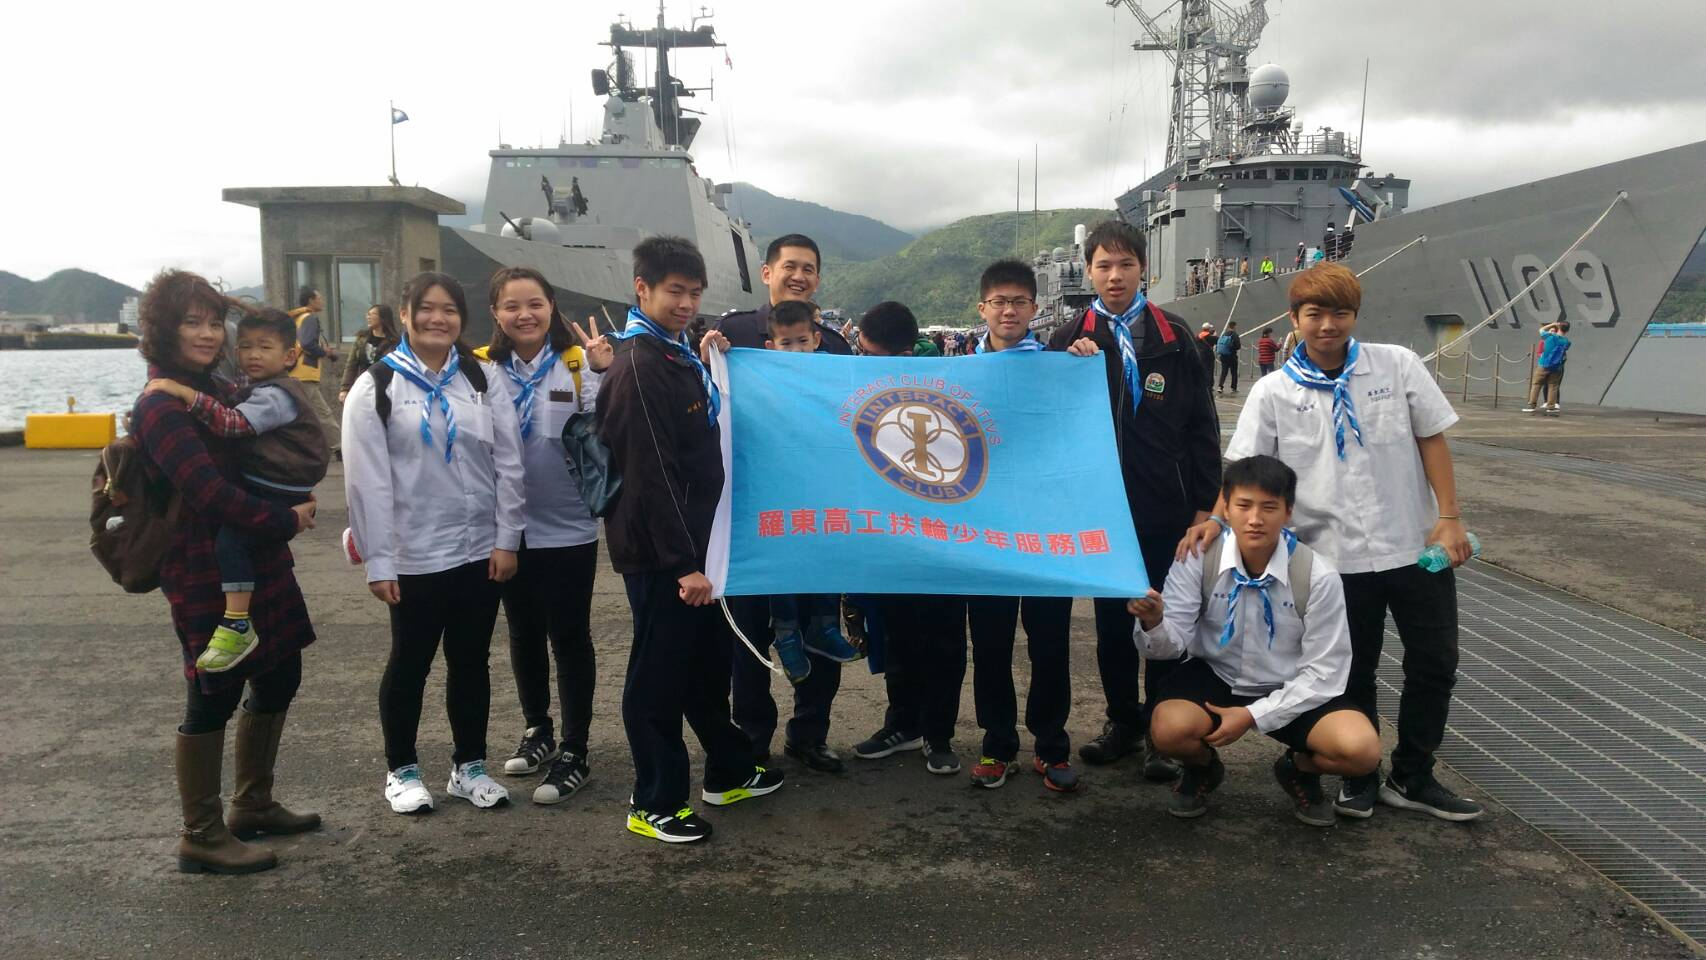 1109
INTERACT CLUB OF LTIVS
INTERACT
I
CLUB
羅東高工扶輪少年服務團